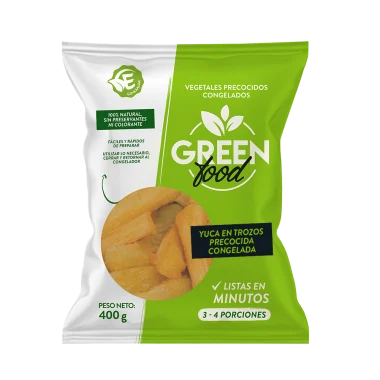 E
VEGETALES PRECOCIDOS
CONGELADOS
100% NATURAL,
SIN PRESERVANTES
NI COLORANTE
GREEN
food
FÁCILES Y RÁPIDOS
DE PREPARAR
UTILIZAR LO NECESARIO,
CERRAR Y RETORNAR AL
CONGELADOR
YUCA EN TROZOS
PRECOCIDA
CONGELADA
LISTAS EN
MINUTOS
3 - 4 PORCIONES
PESO NETO:
400 g